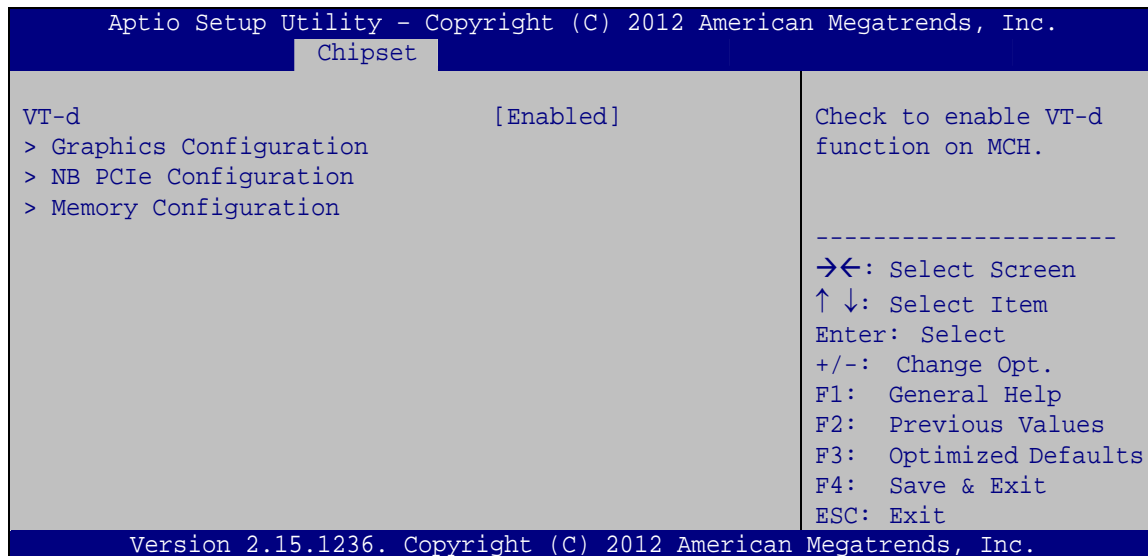 Aptio Setup Utility – Copyright (C) 2012 American Megatrends, Inc.
Chipset
VT-d [Enabled]
> Graphics Configuration
> NB PCIe Configuration
> Memory Configuration
Check to enable VT-d
function on MCH.
---------------------
→←: Select Screen
↑ ↓: Select Item
Enter: Select
+/-: Change Opt.
F1: General Help
F2: Previous Values
F3: Optimized Defaults
F4: Save & Exit
ESC: Exit
Version 2.15.1236. Copyright (C) 2012 American Megatrends, Inc.